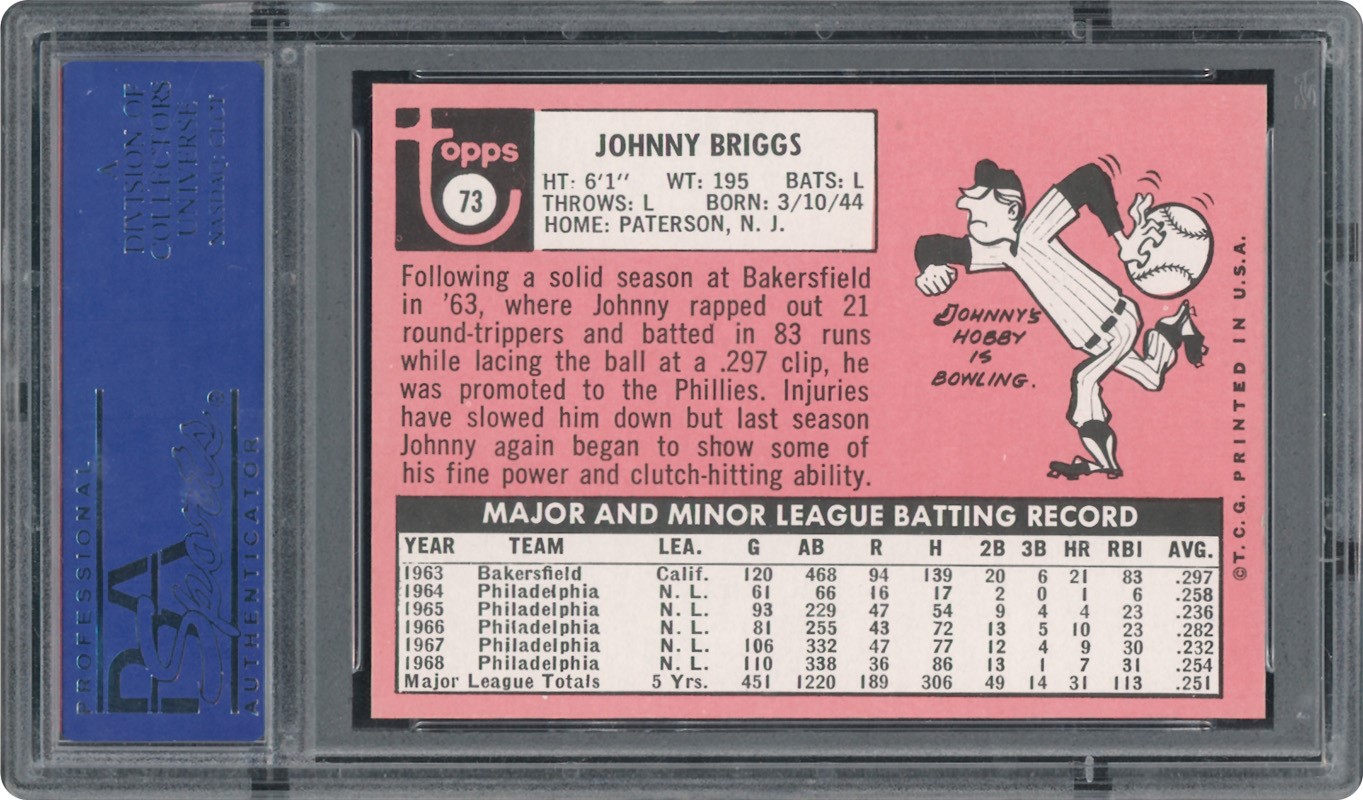 A
DIVISION OF
COLLECTORS
UNIVERSE
NASDAQ: CLCT
PROFESSIONAL
PSA
Sports®
AUTHENTICATOR
topps
73
JOHNNY BRIGGS
HT: 6'1" WT: 195 BATS: L
THROWS: L BORN: 3/10/44
HOME: PATERSON, N. J.
Following a solid season at Bakersfield
in '63, where Johnny rapped out 21
round-trippers and batted in 83 runs
while lacing the ball at a .297 clip, he
was promoted to the Phillies. Injuries
have slowed him down but last season
Johnny again began to show some of
his fine power and clutch-hitting ability.
JOHNNY'S
HOBBY
IS
BOWLING.
©T. C. G. PRINTED IN U.S.A.
MAJOR AND MINOR LEAGUE BATTING RECORD
YEAR TEAM LEA. G AB R H 2B 3B HR RBI AVG.
1963 Bakersfield Calif. 120 468 94 139 20 6 21 83 .297
1964 Philadelphia N. L. 61 66 16 17 2 0 1 6 .258
1965 Philadelphia N. L. 93 229 47 54 9 4 4 23 .236
1966 Philadelphia N. L. 81 255 43 72 13 5 10 23 .282
1967 Philadelphia N. L. 106 332 47 77 12 4 9 30 .232
1968 Philadelphia N. L. 110 338 36 86 13 1 7 31 .254
Major League Totals 5 Yrs. 451 1220 189 306 49 14 31 113 .251